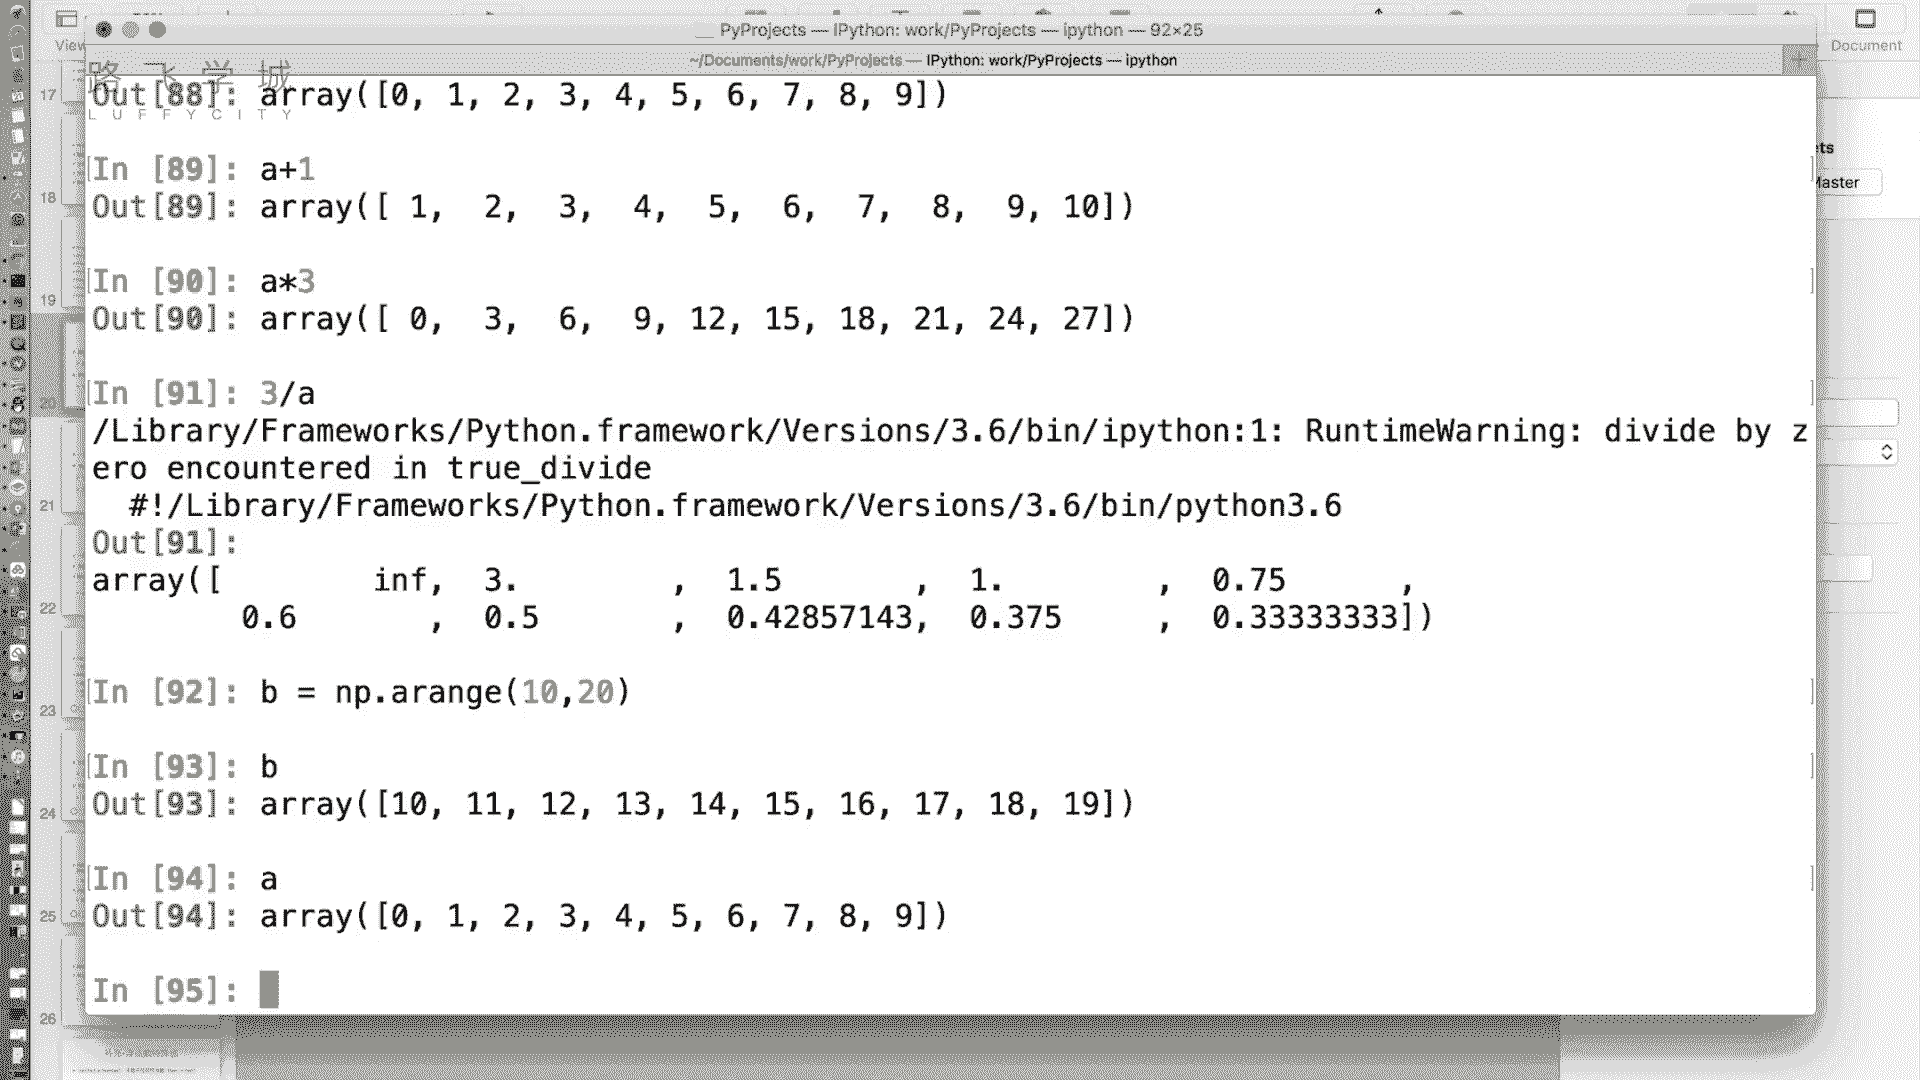 View
PyProjects — IPython: work/PyProjects — ipython — 92×25
Document
~/Documents/work/PyProjects — IPython: work/PyProjects — ipython
路飞学城
LUFFYCITY
Out[88]: array([0, 1, 2, 3, 4, 5, 6, 7, 8, 9])
In [89]: a+1
Out[89]: array([ 1,  2,  3,  4,  5,  6,  7,  8,  9, 10])
In [90]: a*3
Out[90]: array([ 0,  3,  6,  9, 12, 15, 18, 21, 24, 27])
In [91]: 3/a
/Library/Frameworks/Python.framework/Versions/3.6/bin/ipython:1: RuntimeWarning: divide by z
ero encountered in true_divide
  #!/Library/Frameworks/Python.framework/Versions/3.6/bin/python3.6
Out[91]:
array([        inf,  3.        ,  1.5       ,  1.        ,  0.75      ,
        0.6       ,  0.5       ,  0.42857143,  0.375     ,  0.33333333])
In [92]: b = np.arange(10,20)
In [93]: b
Out[93]: array([10, 11, 12, 13, 14, 15, 16, 17, 18, 19])
In [94]: a
Out[94]: array([0, 1, 2, 3, 4, 5, 6, 7, 8, 9])
In [95]:
17
18
19
20
21
22
23
24
25
26
ets
Master